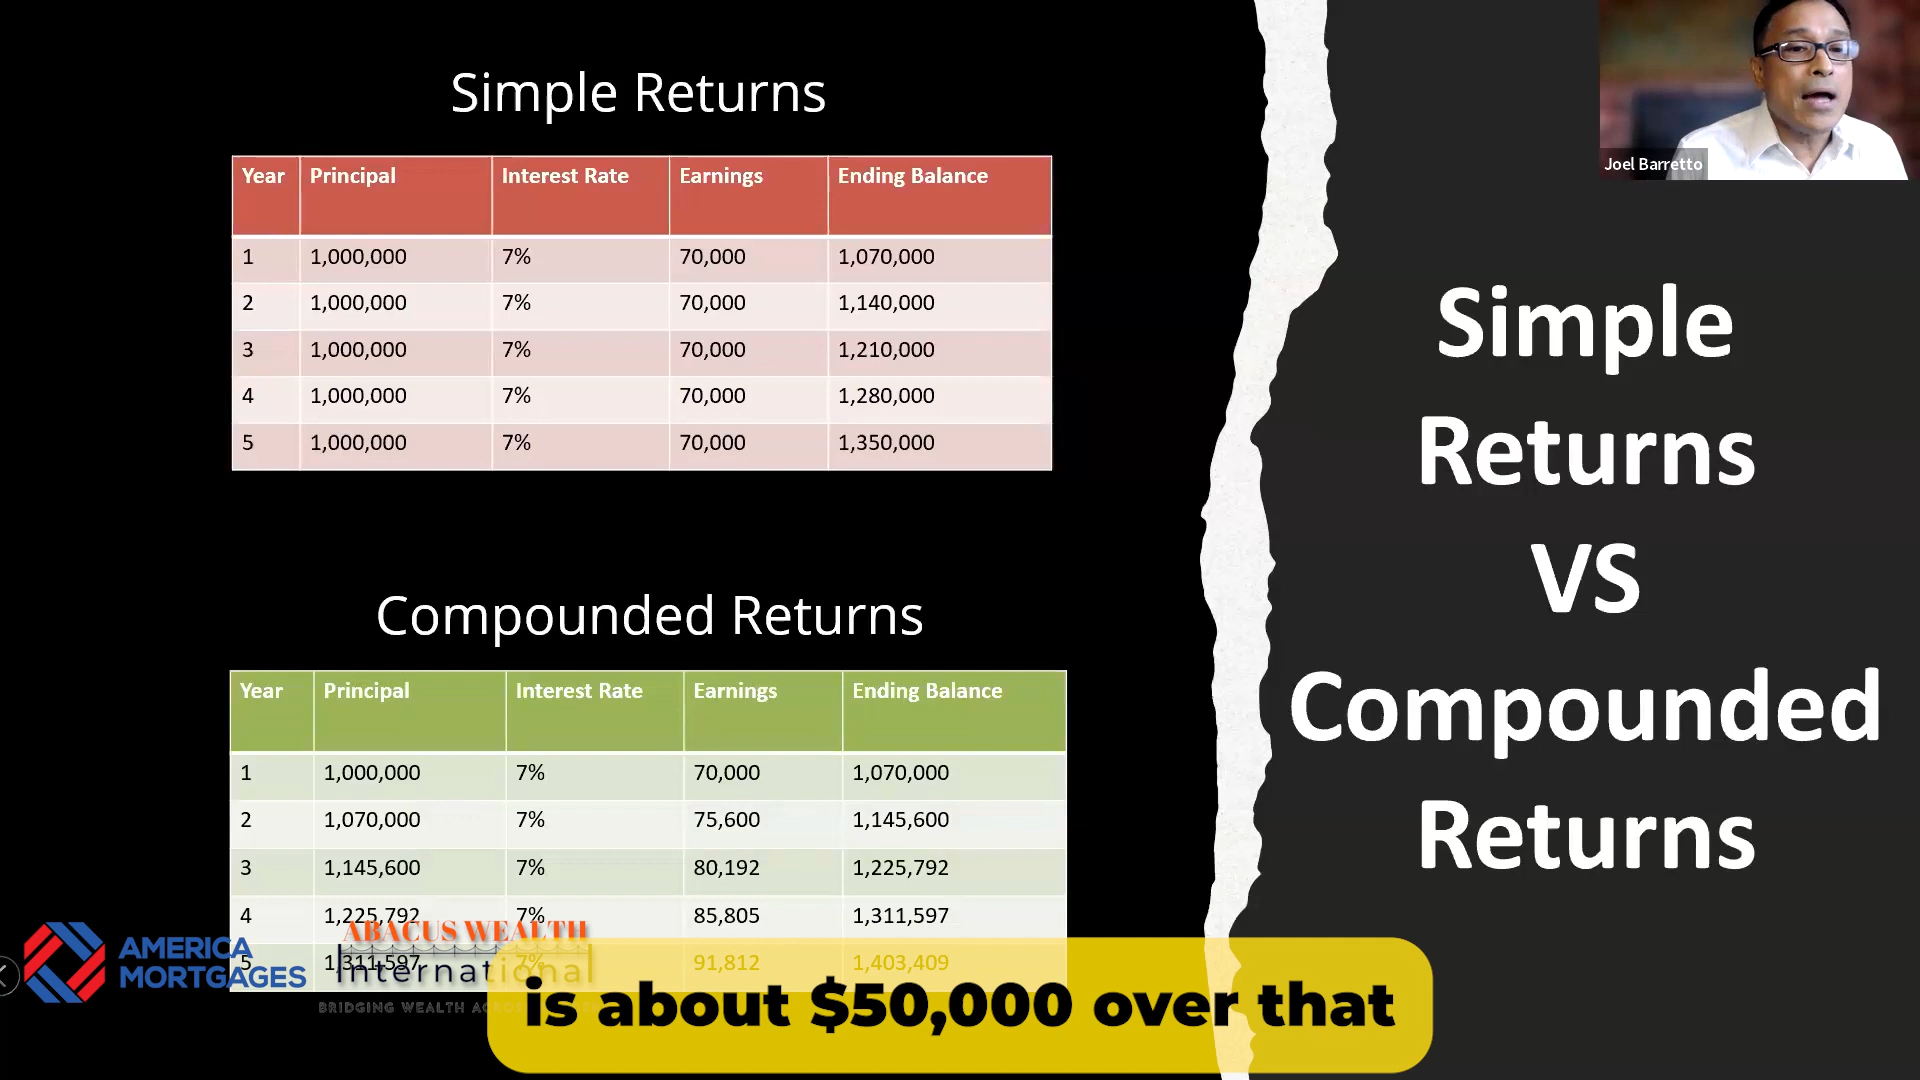 Simple Returns
Year Principal Interest Rate Earnings Ending Balance
1 1,000,000 7% 70,000 1,070,000
2 1,000,000 7% 70,000 1,140,000
3 1,000,000 7% 70,000 1,210,000
4 1,000,000 7% 70,000 1,280,000
5 1,000,000 7% 70,000 1,350,000
Compounded Returns
Year Principal Interest Rate Earnings Ending Balance
1 1,000,000 7% 70,000 1,070,000
2 1,070,000 7% 75,600 1,145,600
3 1,145,600 7% 80,192 1,225,792
4 1,225,792 7% 85,805 1,311,597
5 1,311,597 7% 91,812 1,403,409
AMERICA
MORTGAGES
ABACUS WEALTH
International
BRIDGING WEALTH
is about $50,000 over that
Joel Barretto
Simple
Returns
VS
Compounded
Returns